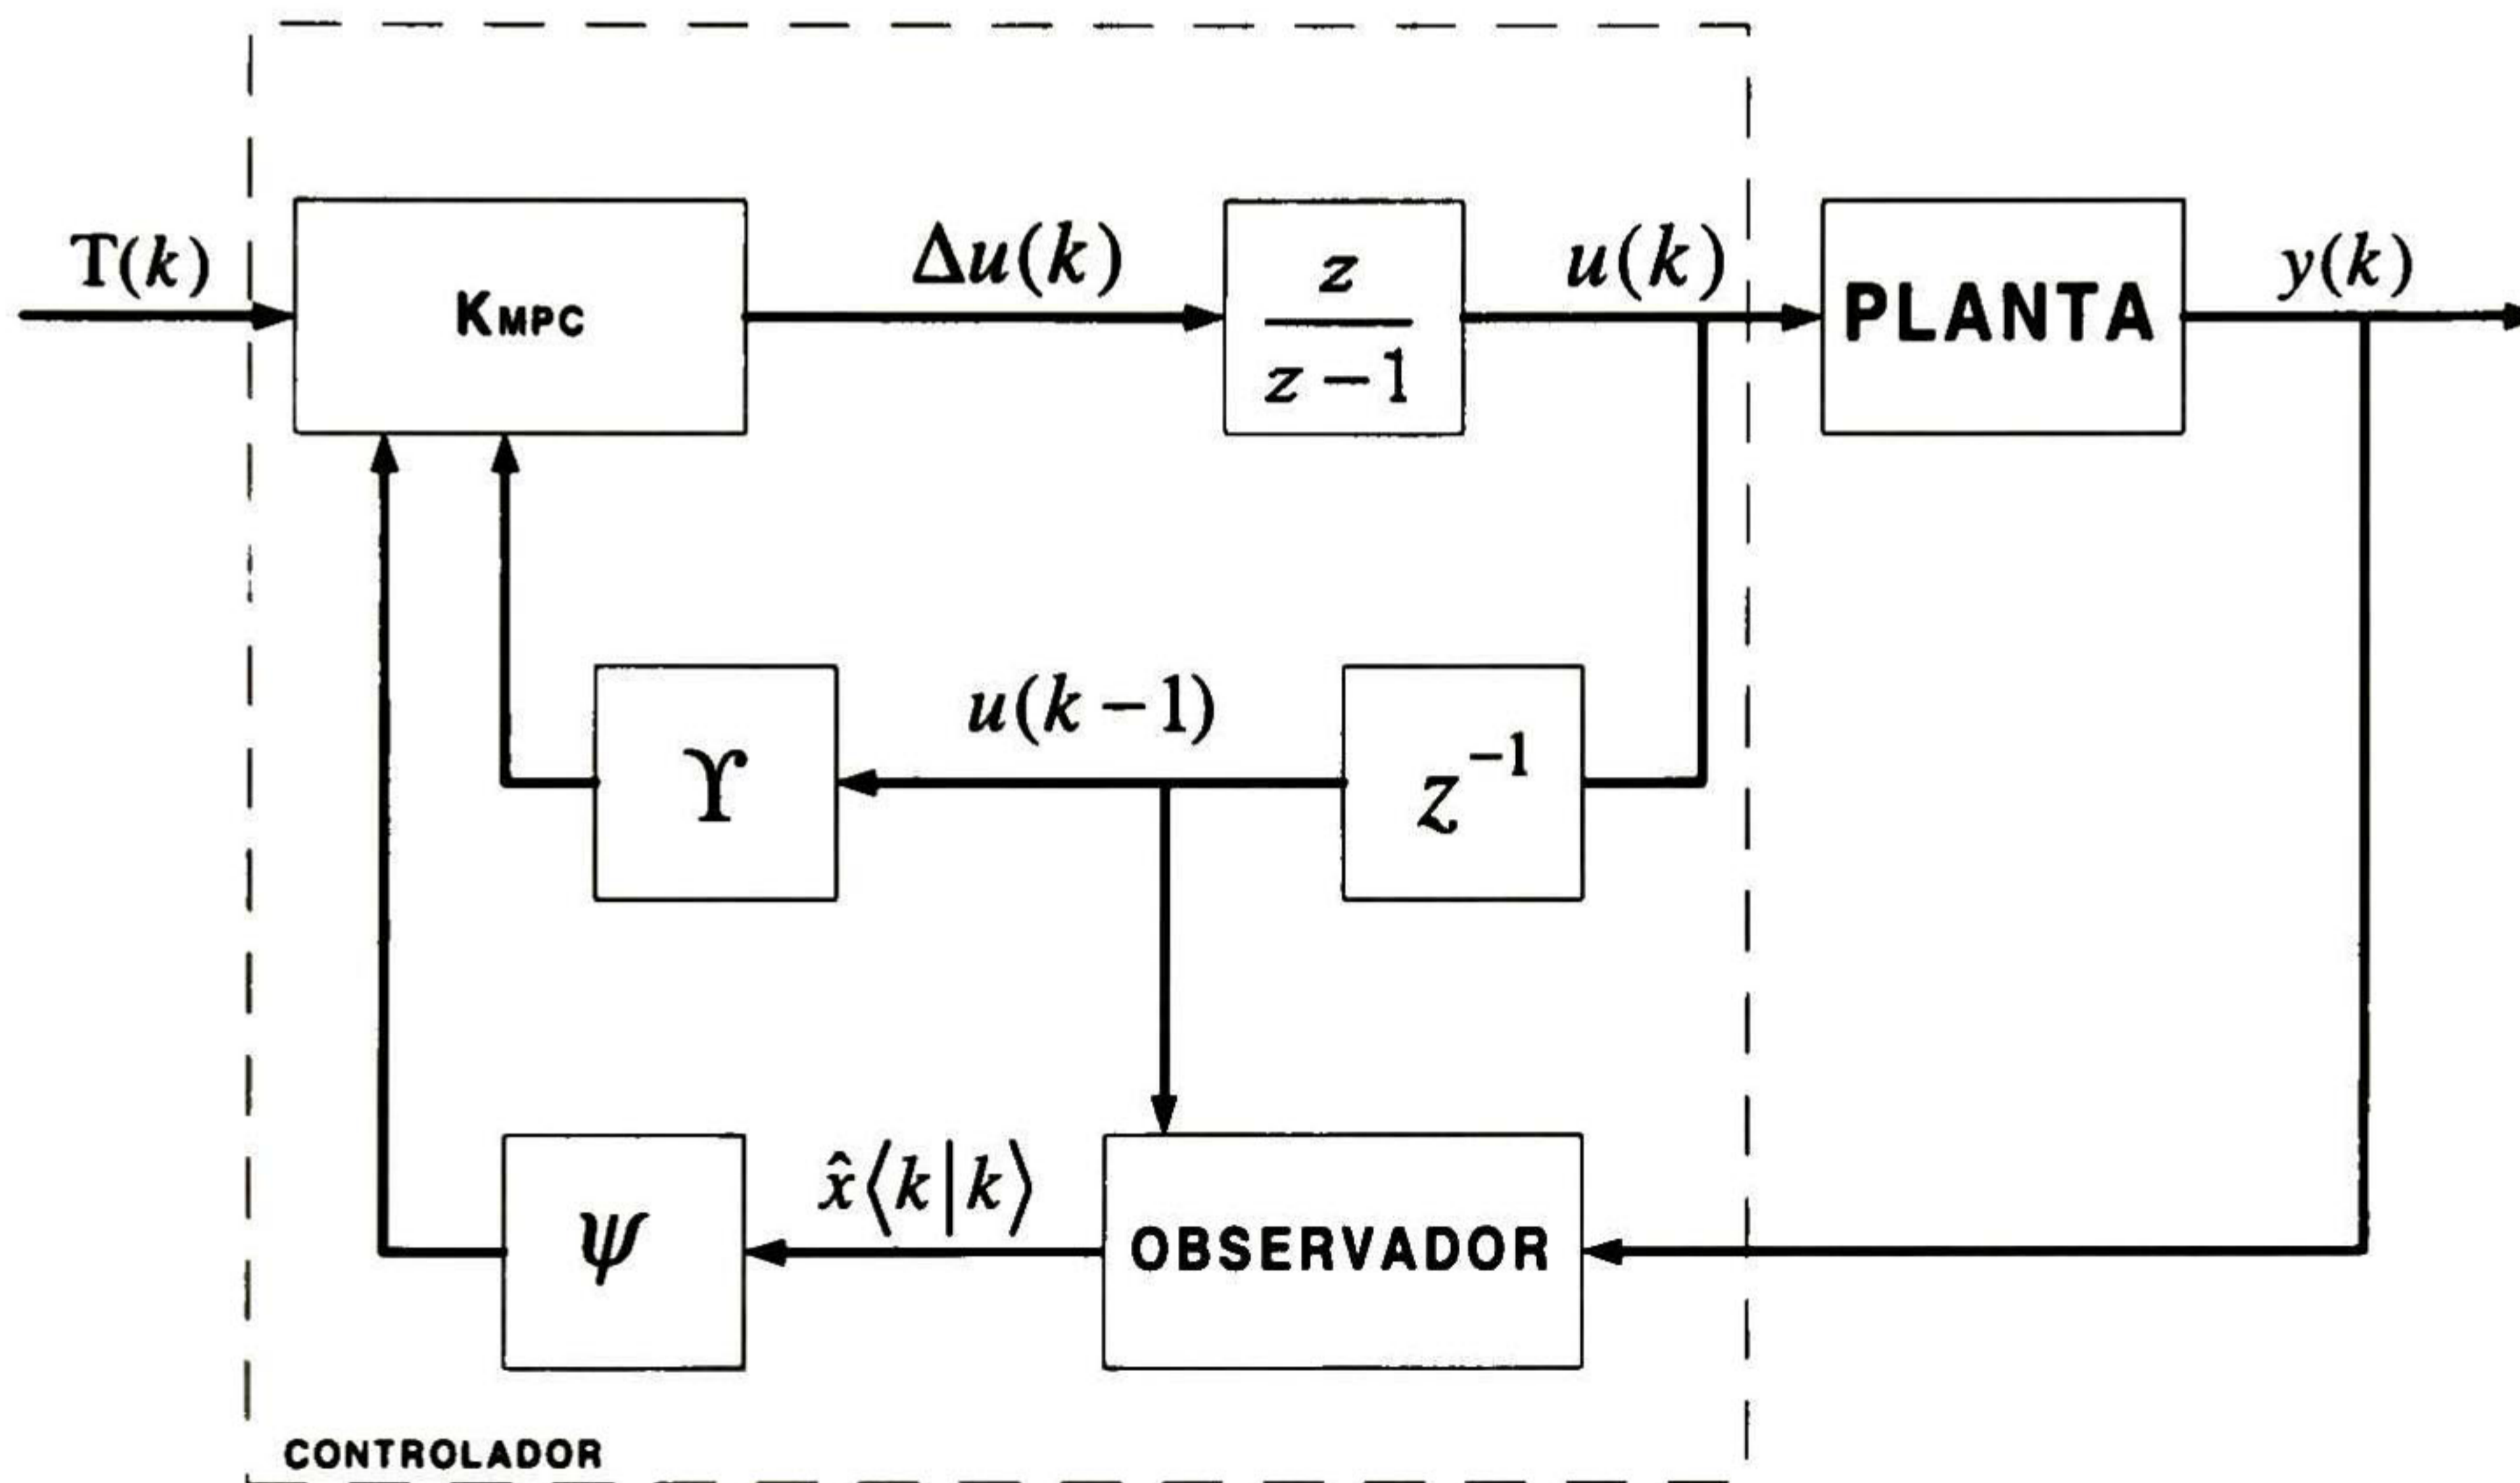 T(k)
KMPC
Δu(k)
z
z-1
u(k)
PLANTA
y(k)
ϒ
u(k-1)
z⁻¹
ψ
x̂⟨k|k⟩
OBSERVADOR
CONTROLADOR